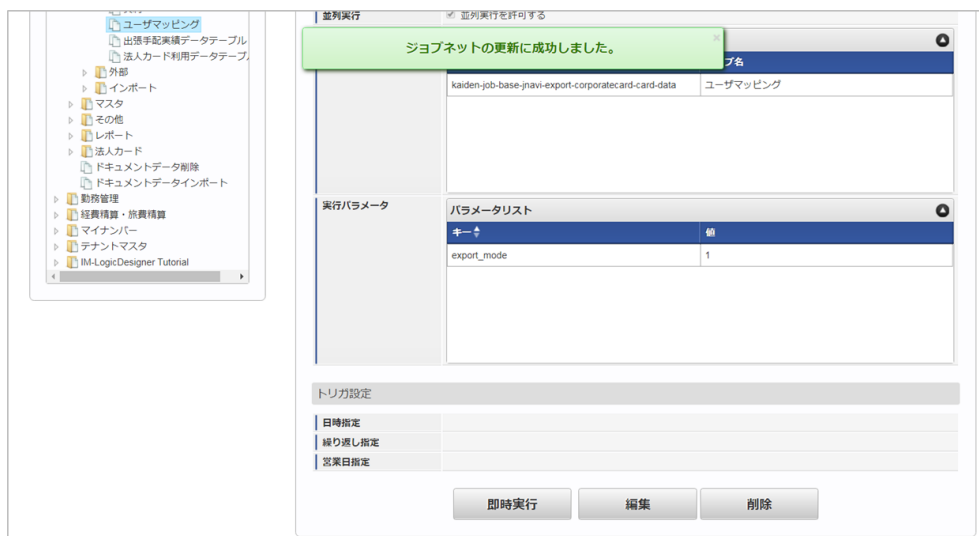 ユーザマッピング
出張手配実績データテーブル
法人カード利用データテーブ
外部
インポート
マスタ
その他
レポート
法人カード
ドキュメントデータ削除
ドキュメントデータインポート
勤務管理
経費精算・旅費精算
マイナンバー
テナントマスタ
IM-LogicDesigner Tutorial
並列実行
並列実行を許可する
ジョブネットの更新に成功しました。
ブ名
kaiden-job-base-jnavi-export-corporatecard-card-data ユーザマッピング
実行パラメータ
パラメータリスト
キー 値
export_mode 1
トリガ設定
日時指定
繰り返し指定
営業日指定
即時実行 編集 削除